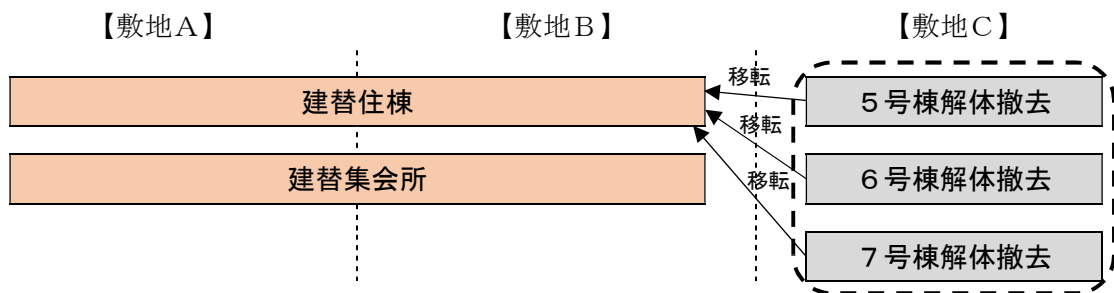 【敷地A】
【敷地B】
【敷地C】
建替住棟
移転
5号棟解体撤去
移転
建替集会所
移転
6号棟解体撤去
7号棟解体撤去